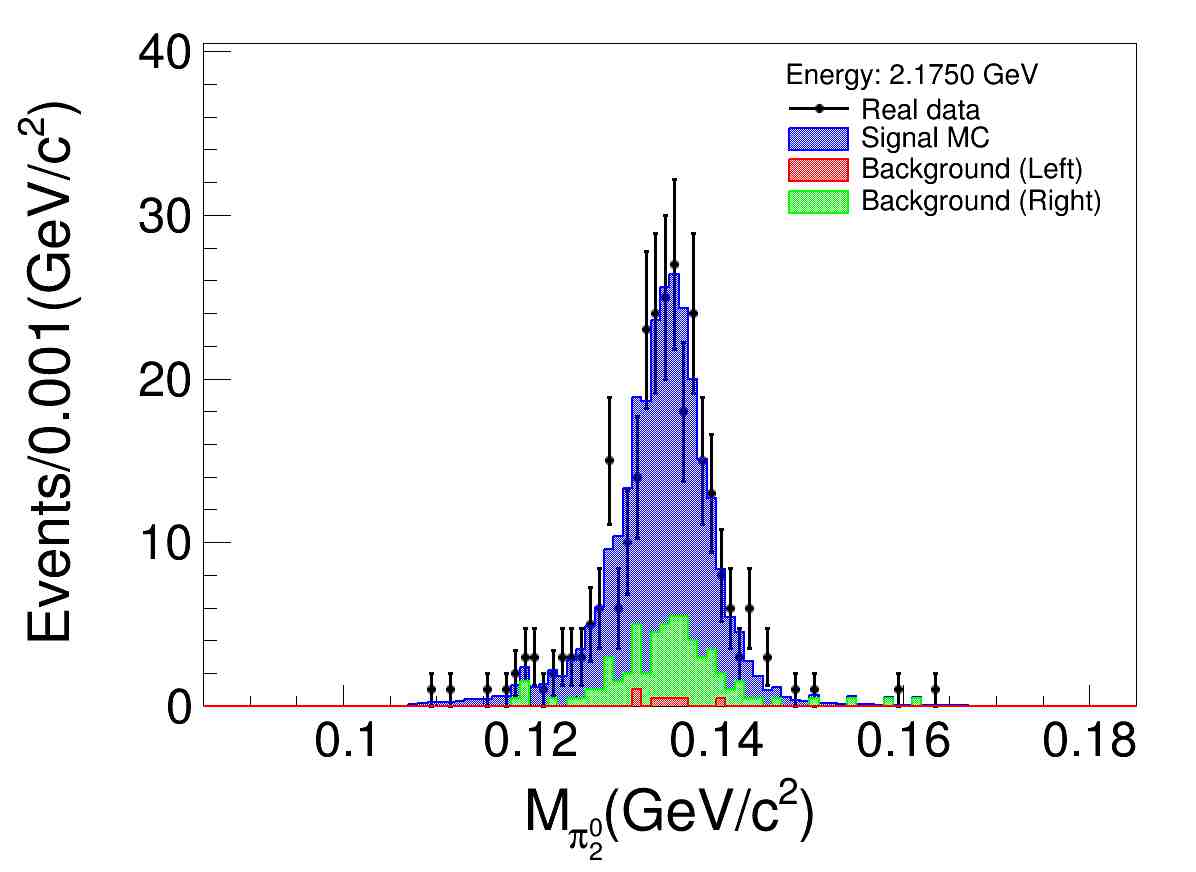 Energy: 2.1750 GeV
Real data
Signal MC
Background (Left)
Background (Right)
Events/0.001(GeV/c²)
40
30
20
10
0
0.1 0.12 0.14 0.16 0.18
M_{π⁰₂}(GeV/c²)